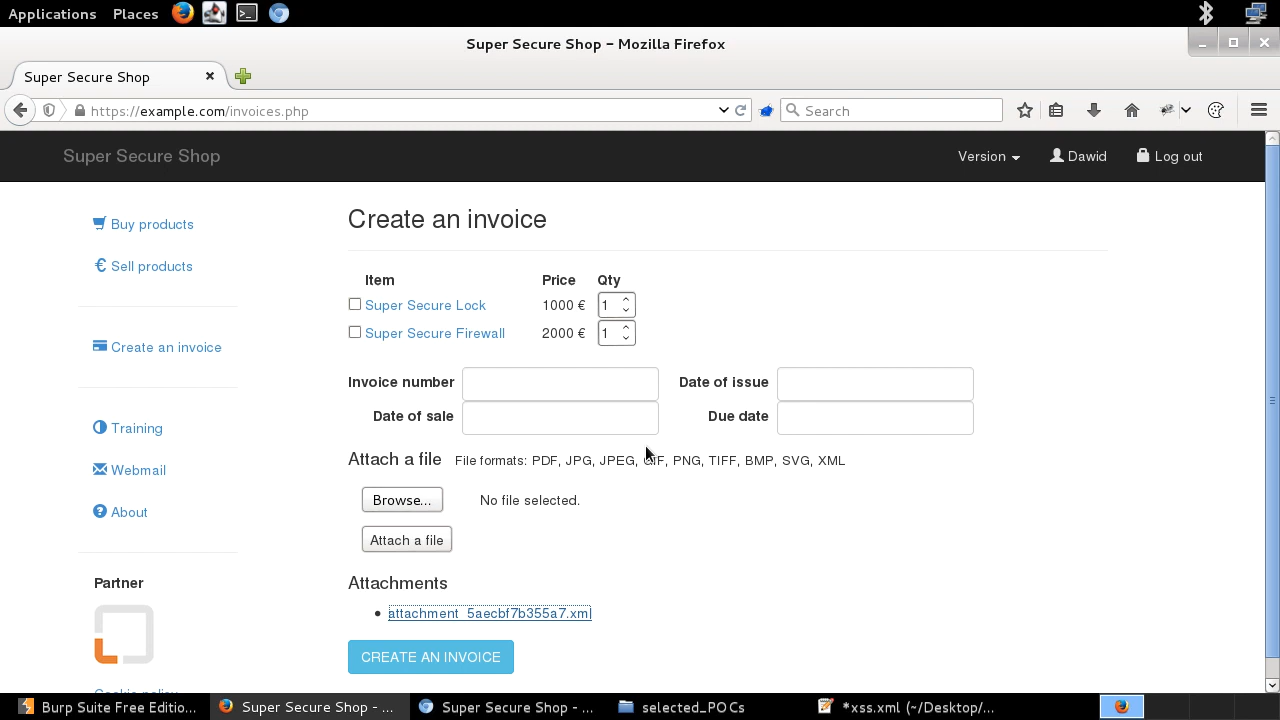 Applications Places
Super Secure Shop - Mozilla Firefox
Super Secure Shop
https://example.com/invoices.php
Search
Super Secure Shop
Version
Dawid
Log out
Buy products
Sell products
Create an invoice
Training
Webmail
About
Partner
Cookie policy
Create an invoice
Item Price Qty
Super Secure Lock 1000 € 1
Super Secure Firewall 2000 € 1
Invoice number
Date of issue
Date of sale
Due date
Attach a file File formats: PDF, JPG, JPEG, GIF, PNG, TIFF, BMP, SVG, XML
Browse... No file selected.
Attach a file
Attachments
attachment_5aecbf7b355a7.xml
CREATE AN INVOICE
Burp Suite Free Editio...
Super Secure Shop - ...
Super Secure Shop - ...
selected_POCs
*xss.xml (~/Desktop/...